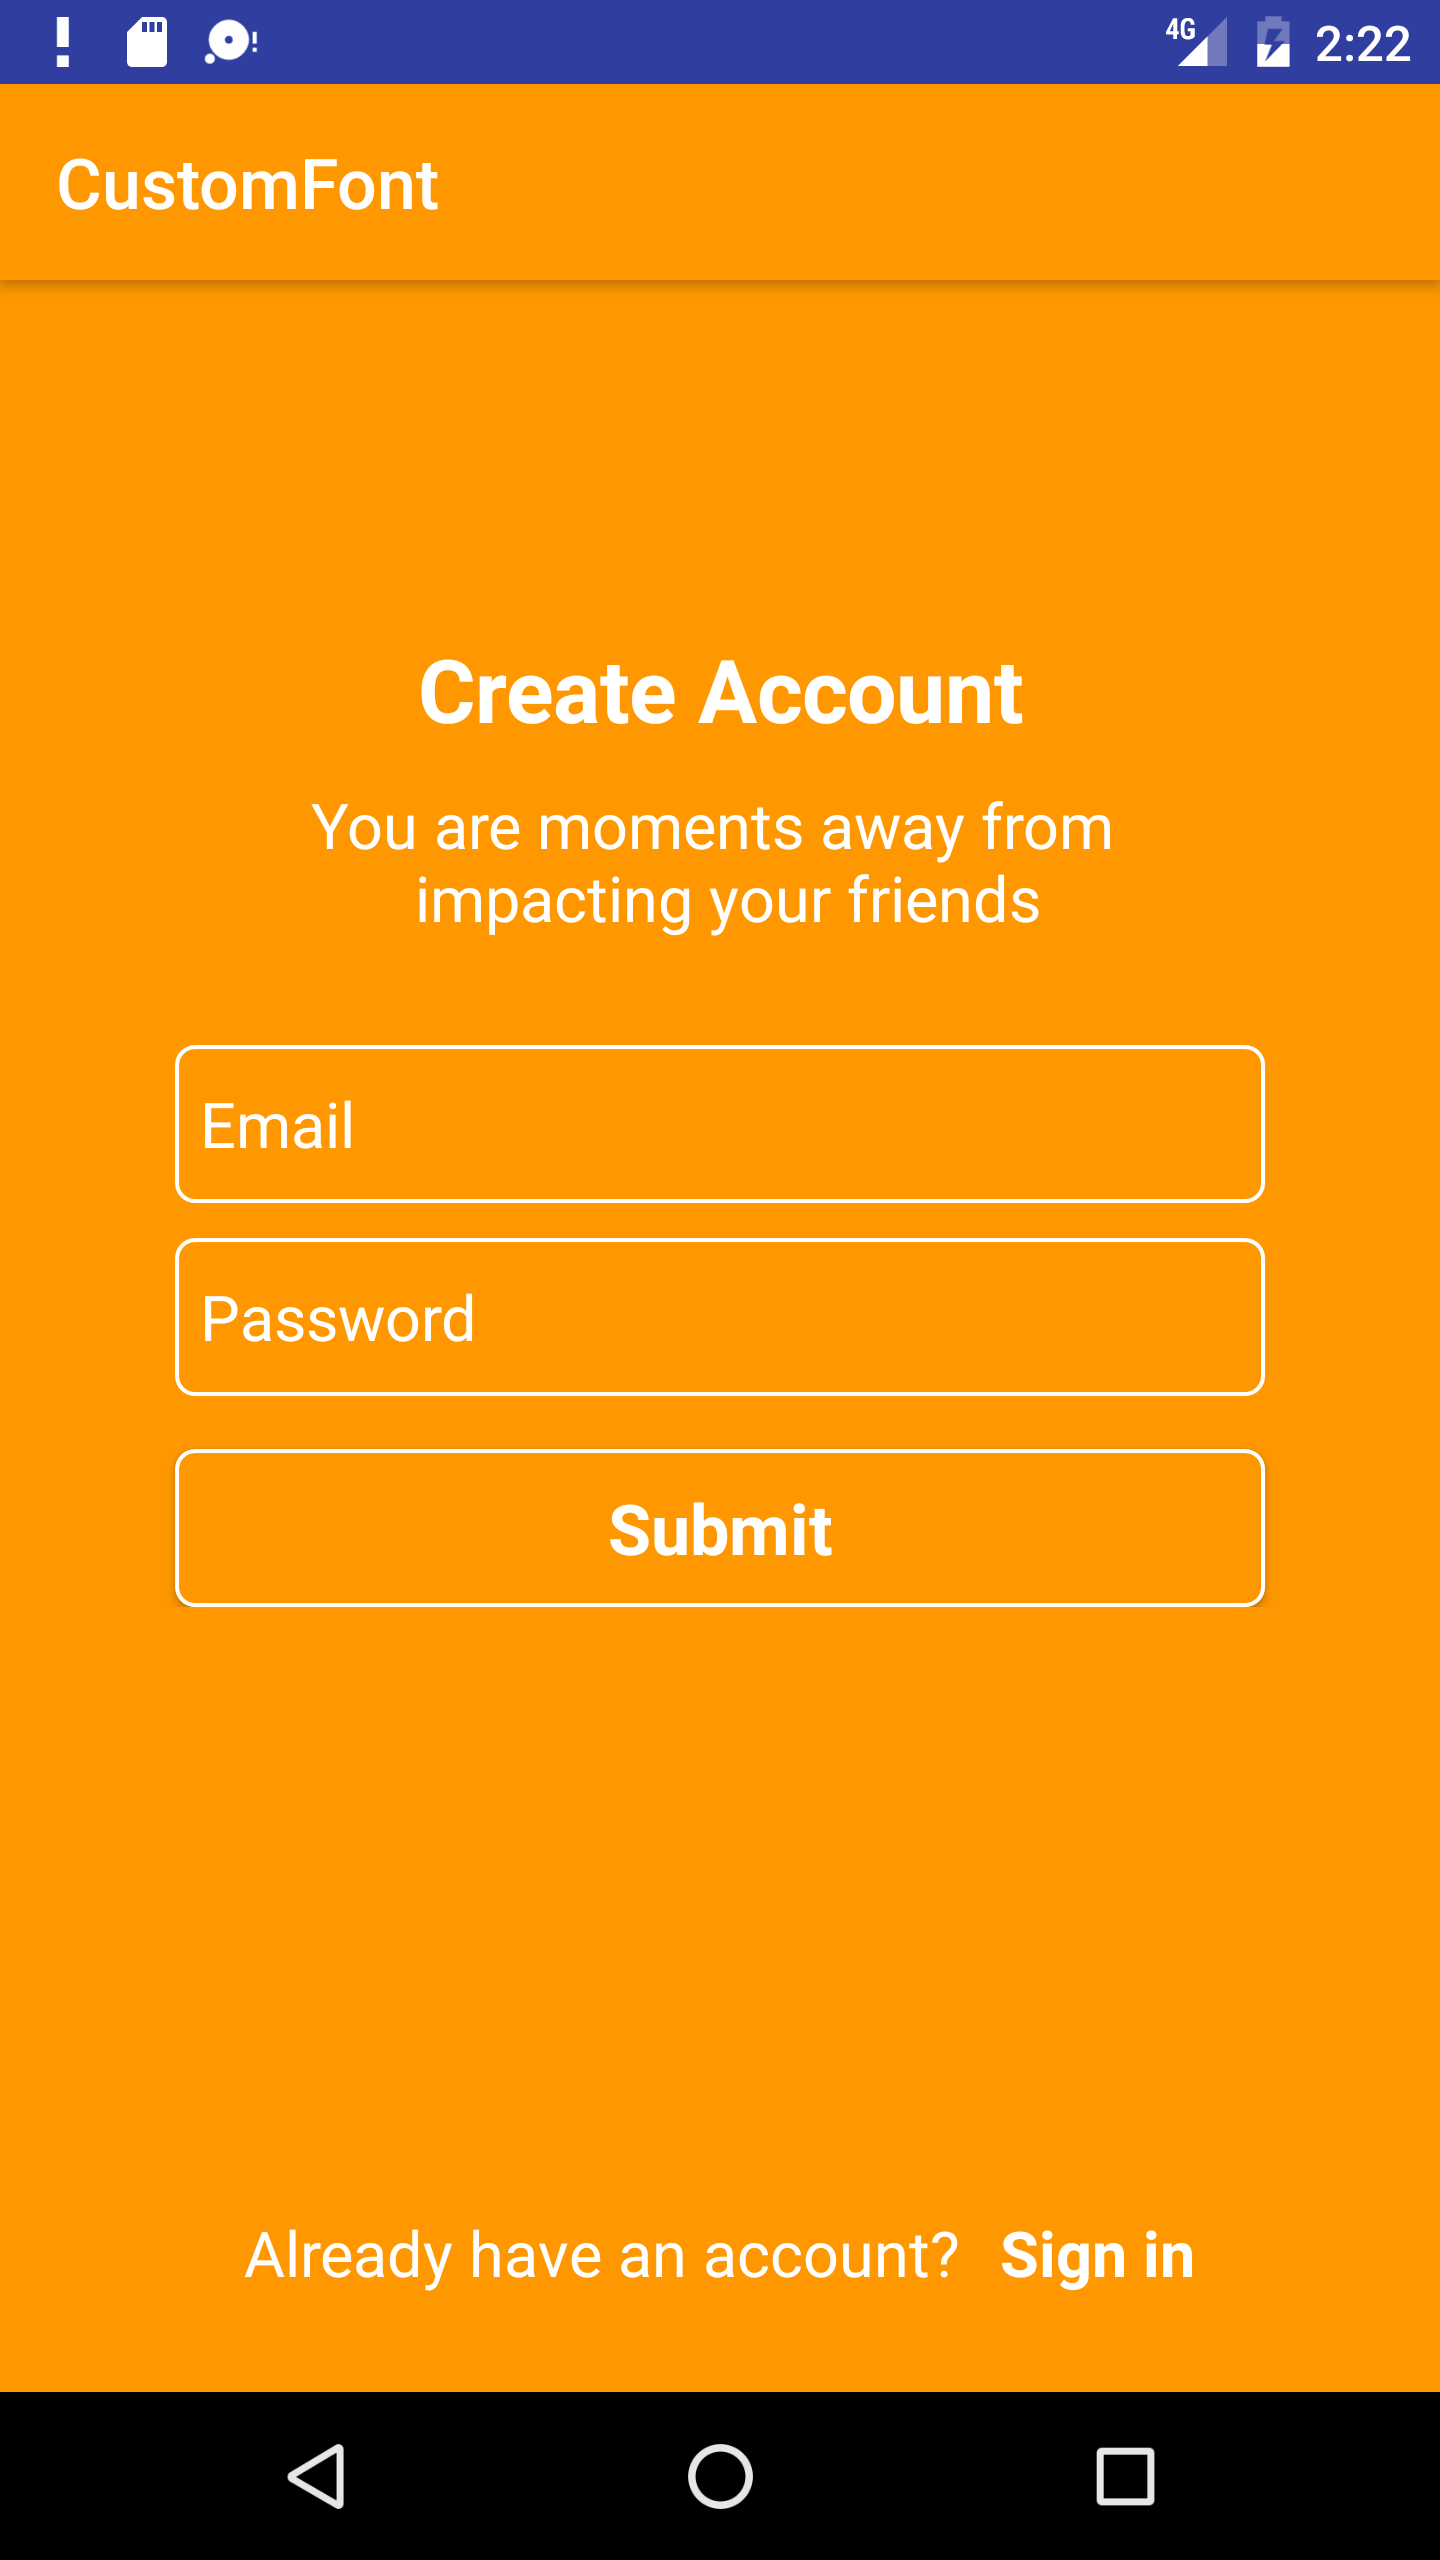 4G 2:22
CustomFont
Create Account
You are moments away from
impacting your friends
Email
Password
Submit
Already have an account? Sign in